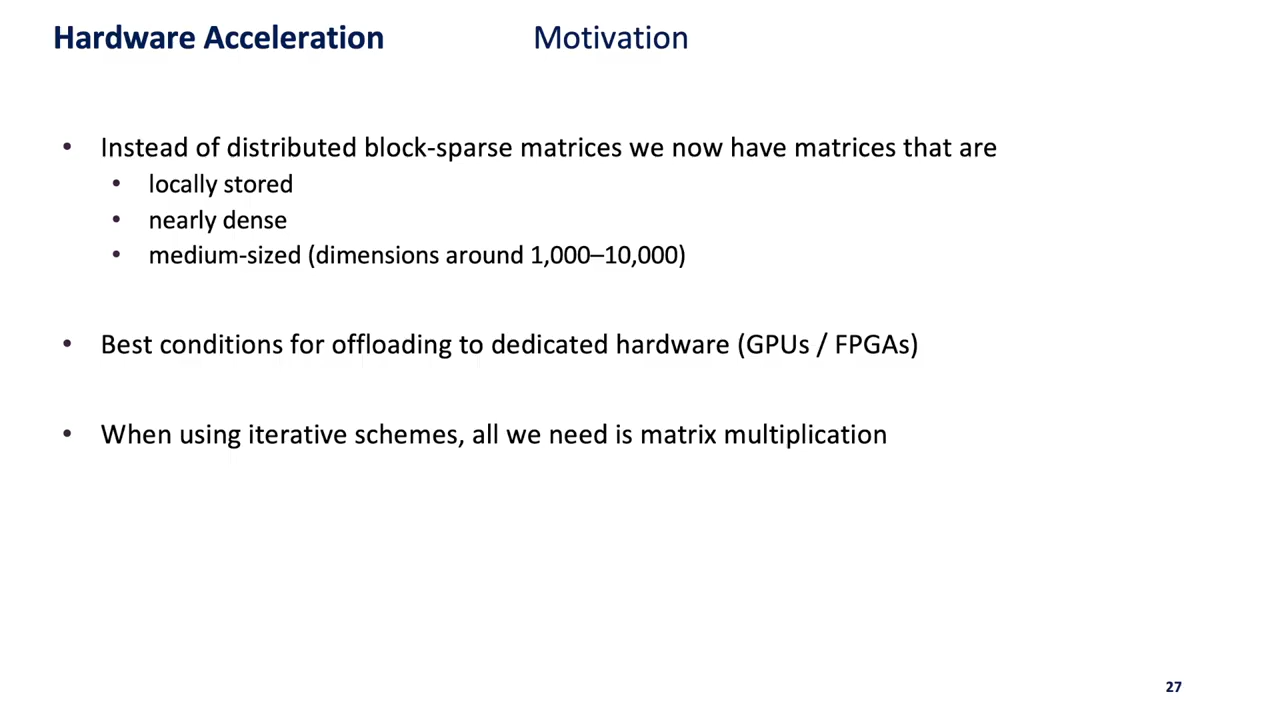 Hardware Acceleration Motivation
• Instead of distributed block-sparse matrices we now have matrices that are
• locally stored
• nearly dense
• medium-sized (dimensions around 1,000–10,000)
• Best conditions for offloading to dedicated hardware (GPUs / FPGAs)
• When using iterative schemes, all we need is matrix multiplication
27